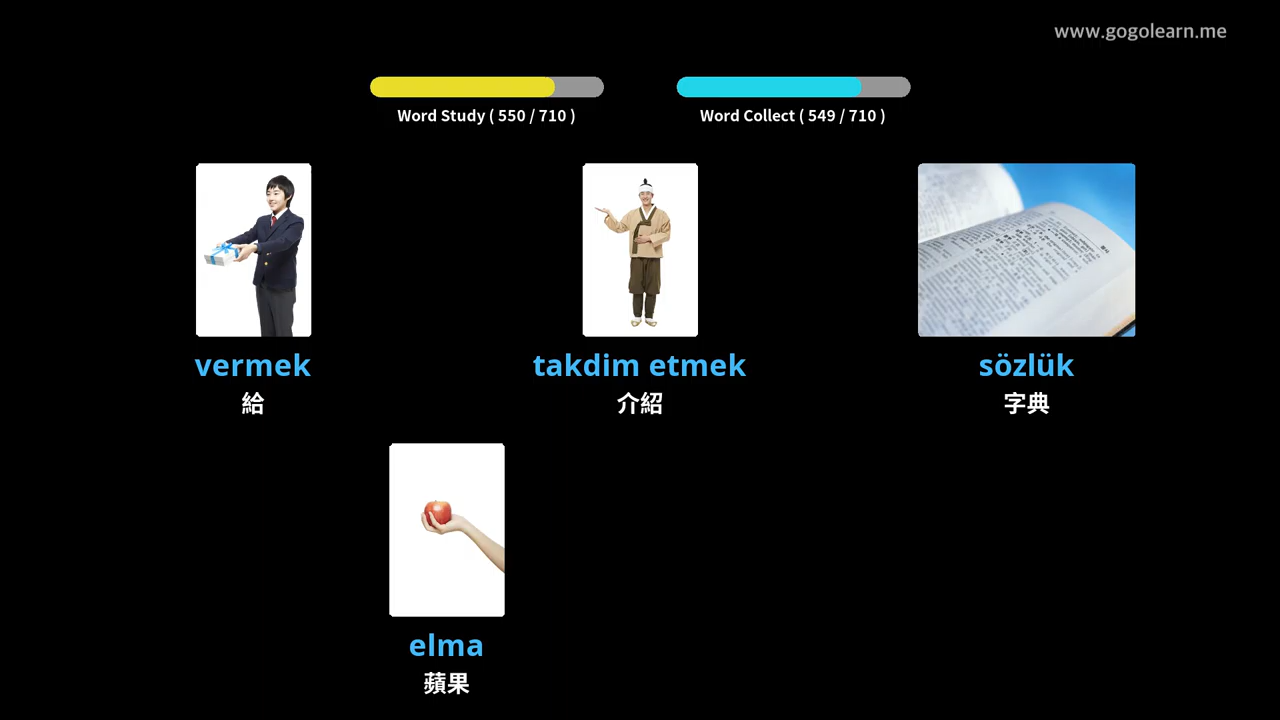 www.gogolearn.me
Word Study ( 550 / 710 )
Word Collect ( 549 / 710 )
vermek
給
takdim etmek
介紹
sözlük
字典
elma
蘋果